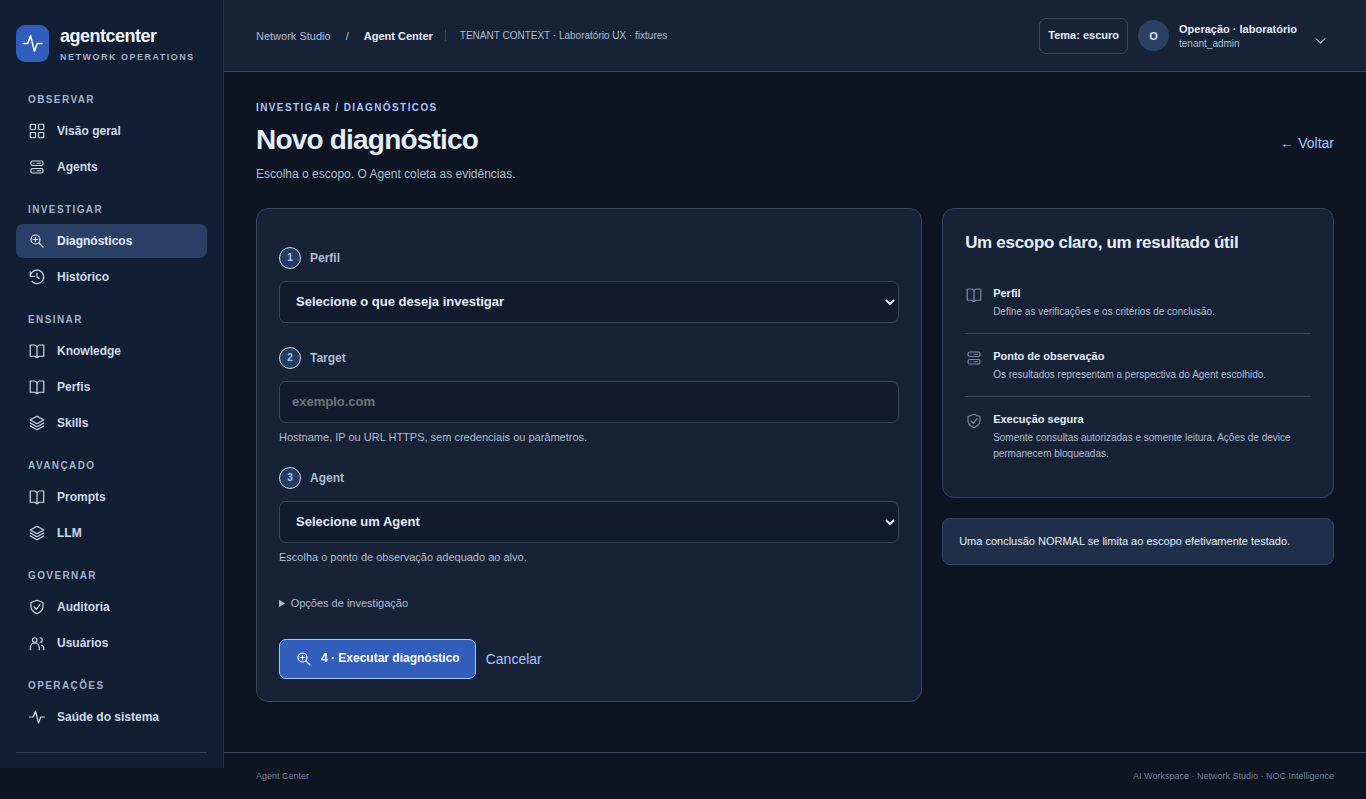 agentcenter
NETWORK OPERATIONS
OBSERVAR
Visão geral
Agents
INVESTIGAR
Diagnósticos
Histórico
ENSINAR
Knowledge
Perfis
Skills
AVANÇADO
Prompts
LLM
GOVERNAR
Auditoria
Usuários
OPERAÇÕES
Saúde do sistema
Network Studio / Agent Center TENANT CONTEXT · Laboratório UX · fixtures
Tema: escuro
O
Operação · laboratório
tenant_admin
INVESTIGAR / DIAGNÓSTICOS
Novo diagnóstico
← Voltar
Escolha o escopo. O Agent coleta as evidências.
1 Perfil
Selecione o que deseja investigar
2 Target
exemplo.com
Hostname, IP ou URL HTTPS, sem credenciais ou parâmetros.
3 Agent
Selecione um Agent
Escolha o ponto de observação adequado ao alvo.
Opções de investigação
4 · Executar diagnóstico
Cancelar
Um escopo claro, um resultado útil
Perfil
Define as verificações e os critérios de conclusão.
Ponto de observação
Os resultados representam a perspectiva do Agent escolhido.
Execução segura
Somente consultas autorizadas e somente leitura. Ações de device
permanecem bloqueadas.
Uma conclusão NORMAL se limita ao escopo efetivamente testado.
Agent Center
AI Workspace · Network Studio · NOC Intelligence